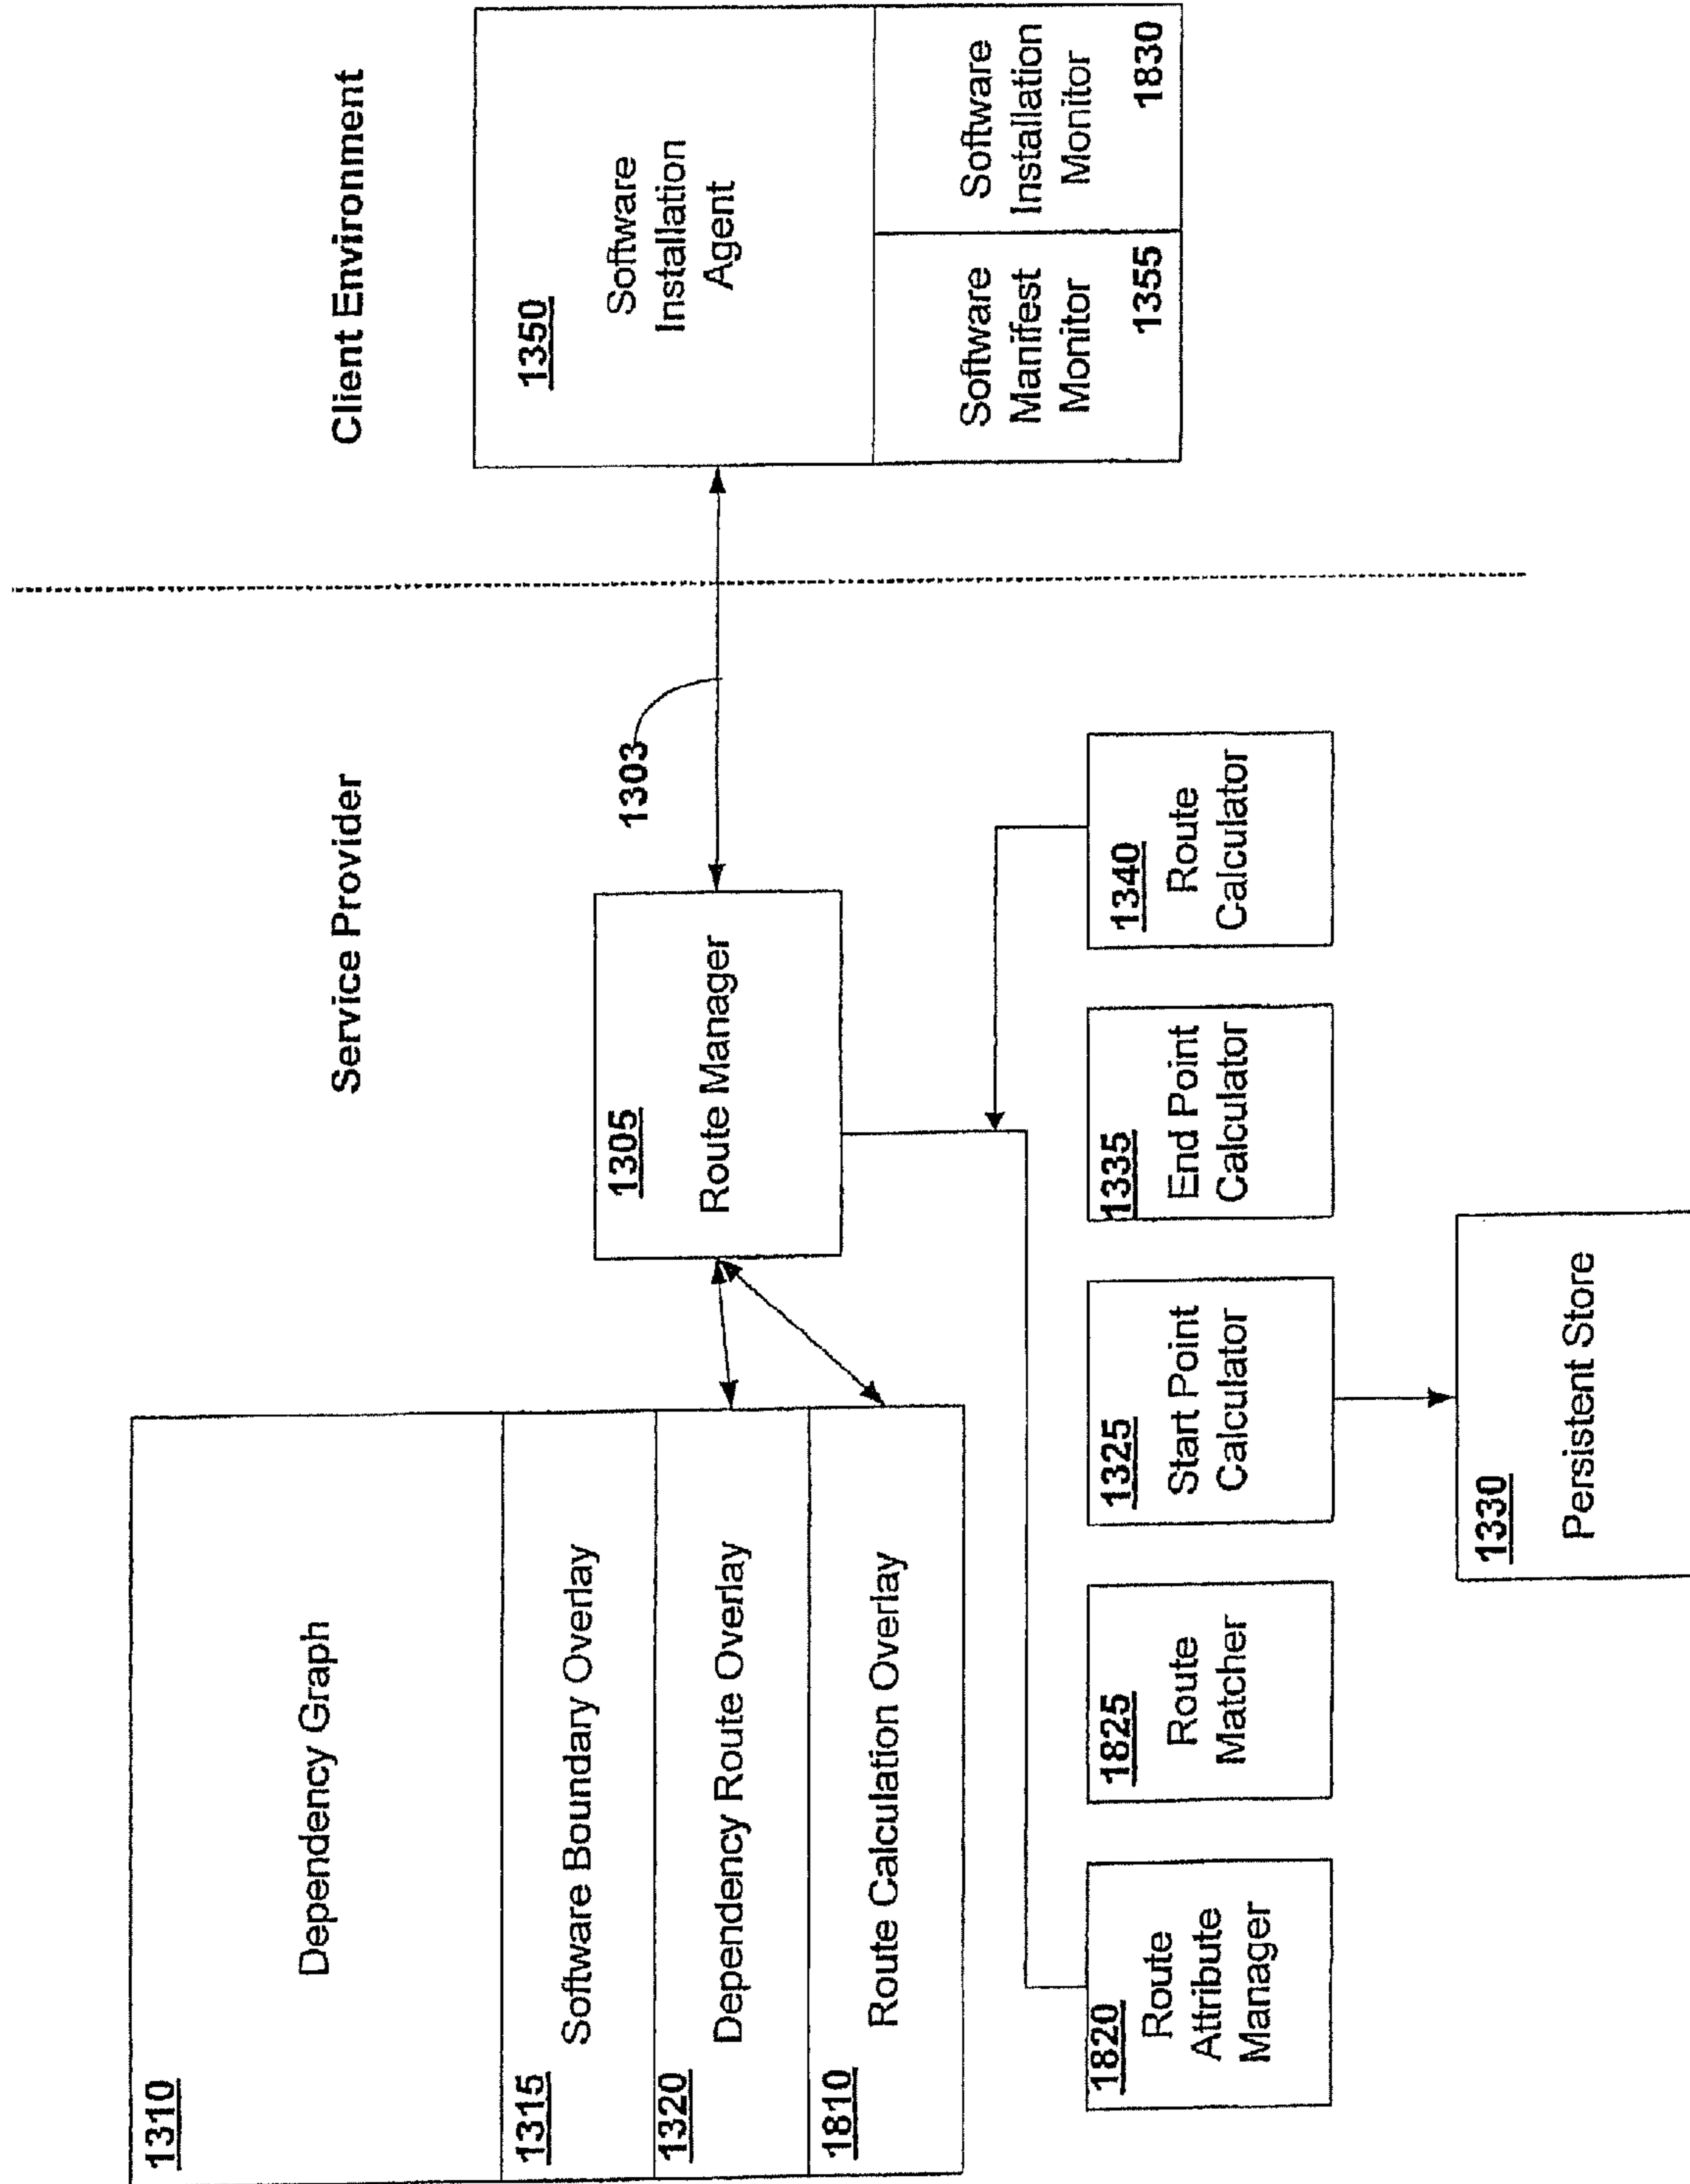 Service Provider
Client Environment
1310
Dependency Graph
1315
Software Boundary Overlay
1320
Dependency Route Overlay
1810
Route Calculation Overlay
1305
Route Manager
1303
1350
Software
Installation
Agent
Software
Manifest
Monitor
1355
Software
Installation
Monitor
1830
1820
Route
Attribute
Manager
1825
Route
Matcher
1325
Start Point
Calculator
1335
End Point
Calculator
1340
Route
Calculator
1330
Persistent Store